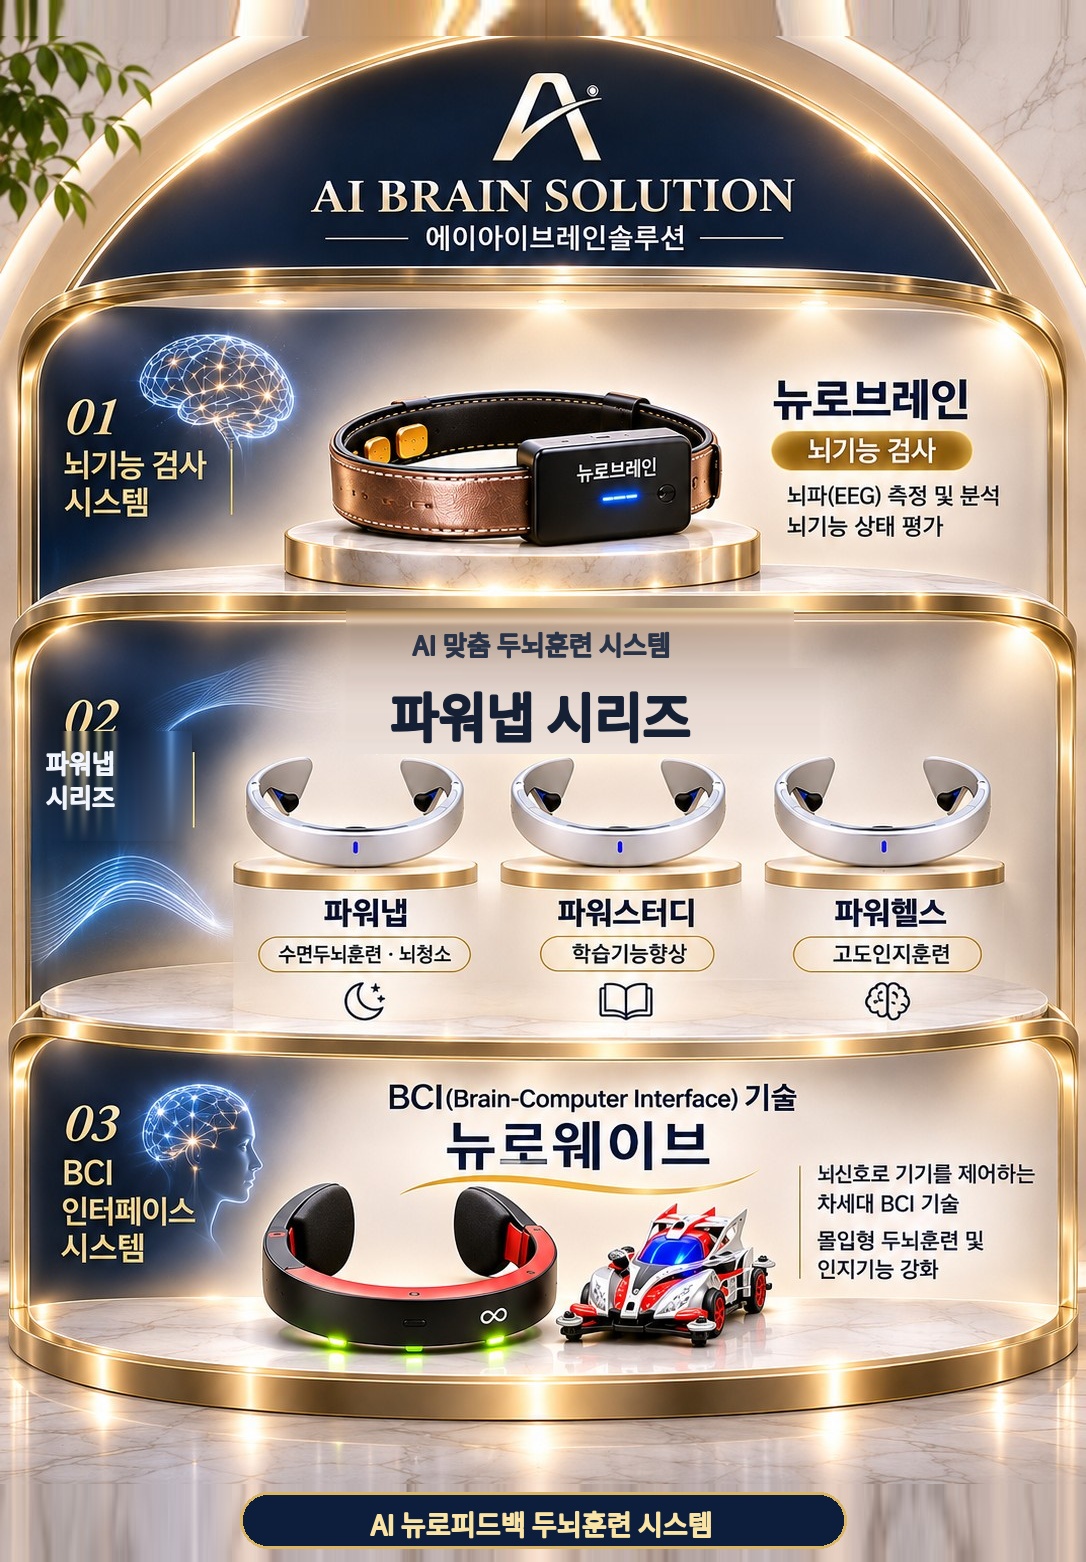 AI BRAIN SOLUTION
에이아이브레인솔루션
01
뇌기능 검사
시스템
뉴로브레인
뉴로브레인
뇌기능 검사
뇌파(EEG) 측정 및 분석
뇌기능 상태 평가
AI 맞춤 두뇌훈련 시스템
파워냅 시리즈
02
파워냅
시리즈
파워냅
수면두뇌훈련 · 뇌청소
파워스터디
학습기능향상
파워헬스
고도인지훈련
03
BCI
인터페이스
시스템
BCI(Brain-Computer Interface) 기술
뉴로웨이브
뇌신호로 기기를 제어하는
차세대 BCI 기술
몰입형 두뇌훈련 및
인지기능 강화
AI 뉴로피드백 두뇌훈련 시스템